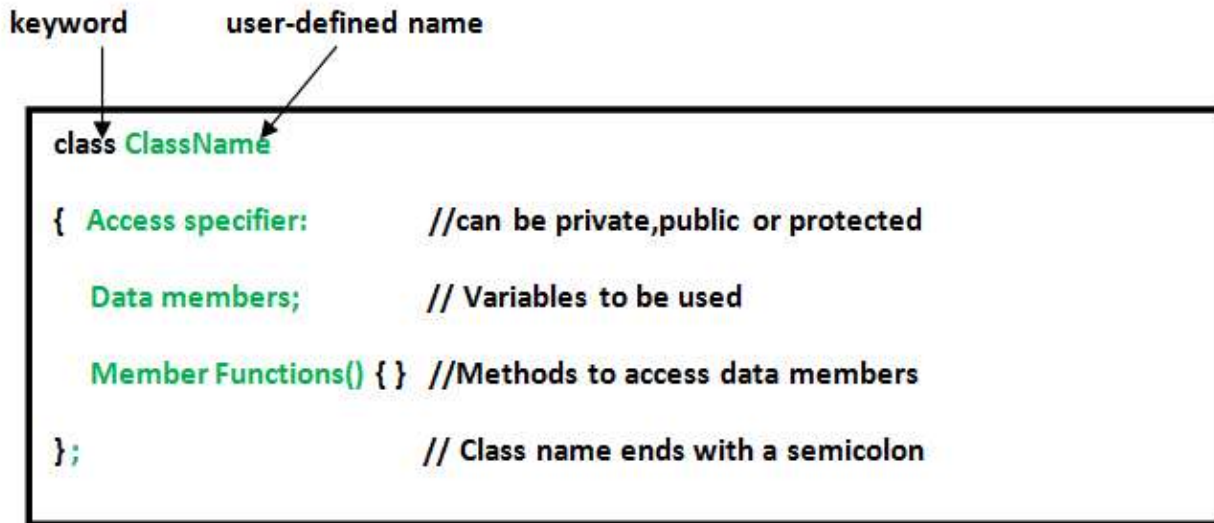 keyword user-defined name
class ClassName
{ Access specifier: //can be private,public or protected
Data members; // Variables to be used
Member Functions() { } //Methods to access data members
} ; // Class name ends with a semicolon